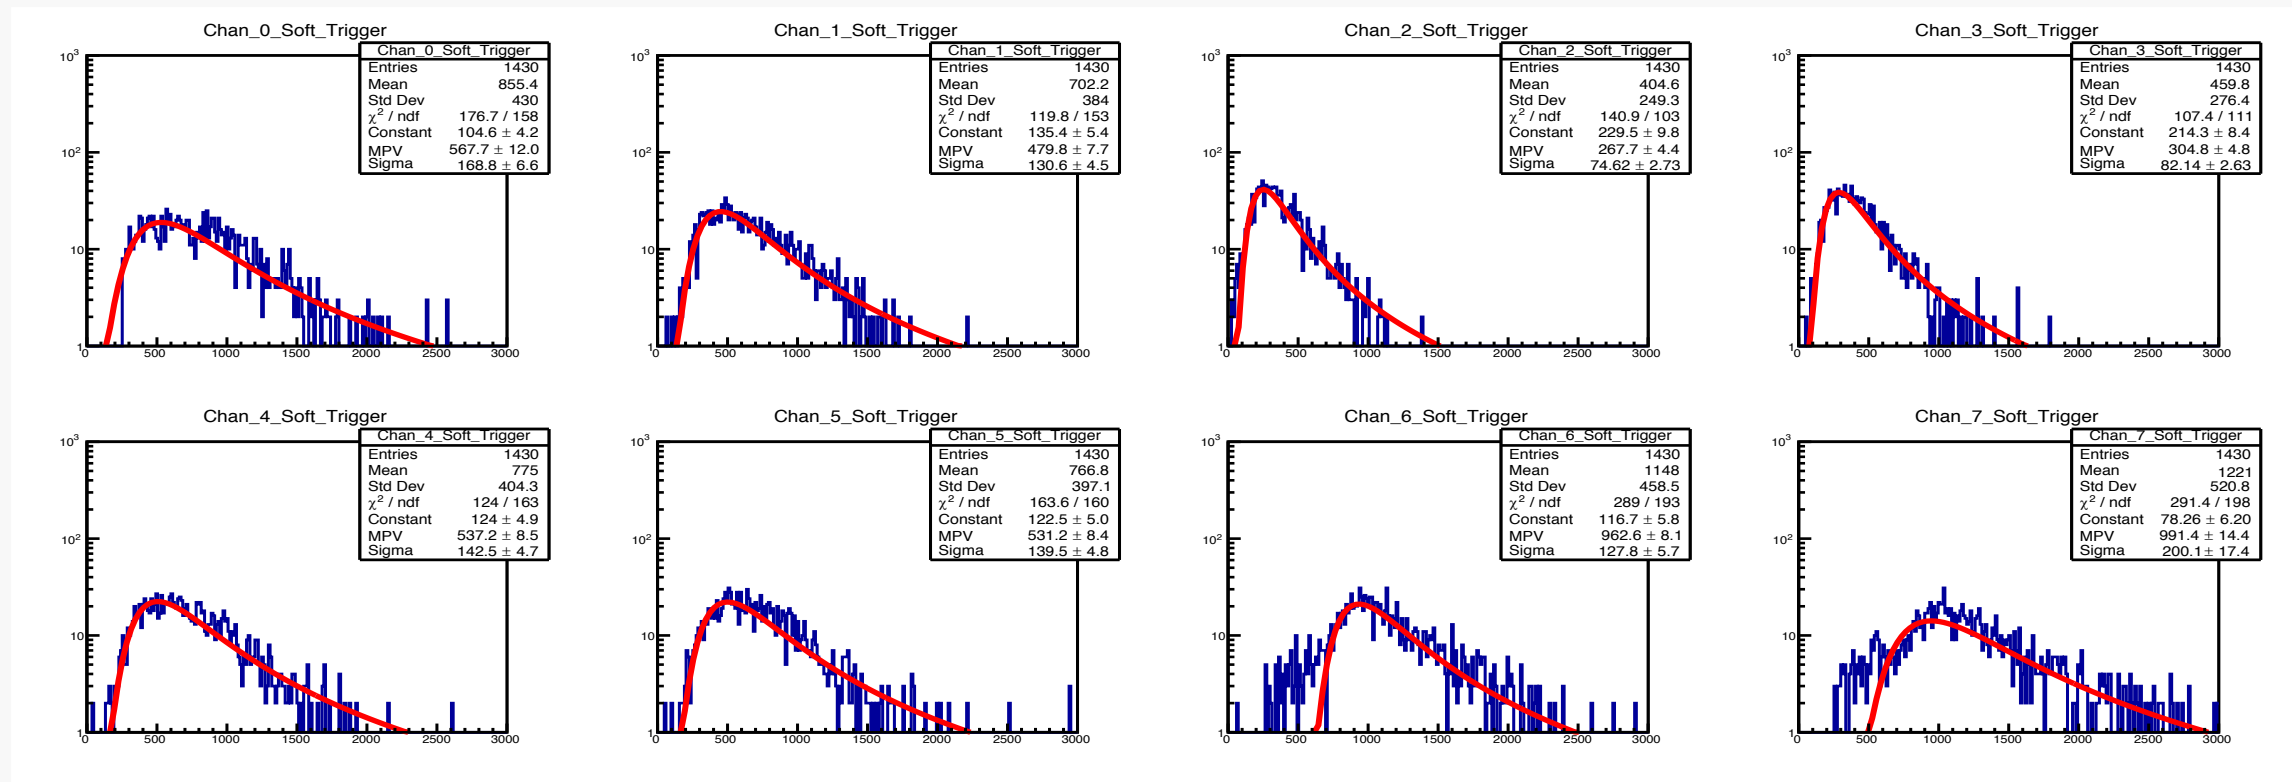 Chan_0_Soft_Trigger
Chan_0_Soft_Trigger
Entries 1430
Mean 855.4
Std Dev 430
χ² / ndf 176.7 / 158
Constant 104.6 ± 4.2
MPV 567.7 ± 12.0
Sigma 168.8 ± 6.6
10³
10²
10
1
0 500 1000 1500 2000 2500 3000
Chan_1_Soft_Trigger
Chan_1_Soft_Trigger
Entries 1430
Mean 702.2
Std Dev 384
χ² / ndf 119.8 / 153
Constant 135.4 ± 5.4
MPV 479.8 ± 7.7
Sigma 130.6 ± 4.5
10³
10²
10
1
0 500 1000 1500 2000 2500 3000
Chan_2_Soft_Trigger
Chan_2_Soft_Trigger
Entries 1430
Mean 404.6
Std Dev 249.3
χ² / ndf 140.9 / 103
Constant 229.5 ± 9.8
MPV 267.7 ± 4.4
Sigma 74.62 ± 2.73
10³
10²
10
1
0 500 1000 1500 2000 2500 3000
Chan_3_Soft_Trigger
Chan_3_Soft_Trigger
Entries 1430
Mean 459.8
Std Dev 276.4
χ² / ndf 107.4 / 111
Constant 214.3 ± 8.4
MPV 304.8 ± 4.8
Sigma 82.14 ± 2.63
10³
10²
10
1
0 500 1000 1500 2000 2500 3000
Chan_4_Soft_Trigger
Chan_4_Soft_Trigger
Entries 1430
Mean 775
Std Dev 404.3
χ² / ndf 124 / 163
Constant 124 ± 4.9
MPV 537.2 ± 8.5
Sigma 142.5 ± 4.7
10³
10²
10
1
0 500 1000 1500 2000 2500 3000
Chan_5_Soft_Trigger
Chan_5_Soft_Trigger
Entries 1430
Mean 766.8
Std Dev 397.1
χ² / ndf 163.6 / 160
Constant 122.5 ± 5.0
MPV 531.2 ± 8.4
Sigma 139.5 ± 4.8
10³
10²
10
1
0 500 1000 1500 2000 2500 3000
Chan_6_Soft_Trigger
Chan_6_Soft_Trigger
Entries 1430
Mean 1148
Std Dev 458.5
χ² / ndf 289 / 193
Constant 116.7 ± 5.8
MPV 962.6 ± 8.1
Sigma 127.8 ± 5.7
10³
10²
10
1
0 500 1000 1500 2000 2500 3000
Chan_7_Soft_Trigger
Chan_7_Soft_Trigger
Entries 1430
Mean 1221
Std Dev 520.8
χ² / ndf 291.4 / 198
Constant 78.26 ± 6.20
MPV 991.4 ± 14.4
Sigma 200.1 ± 17.4
10³
10²
10
1
0 500 1000 1500 2000 2500 3000